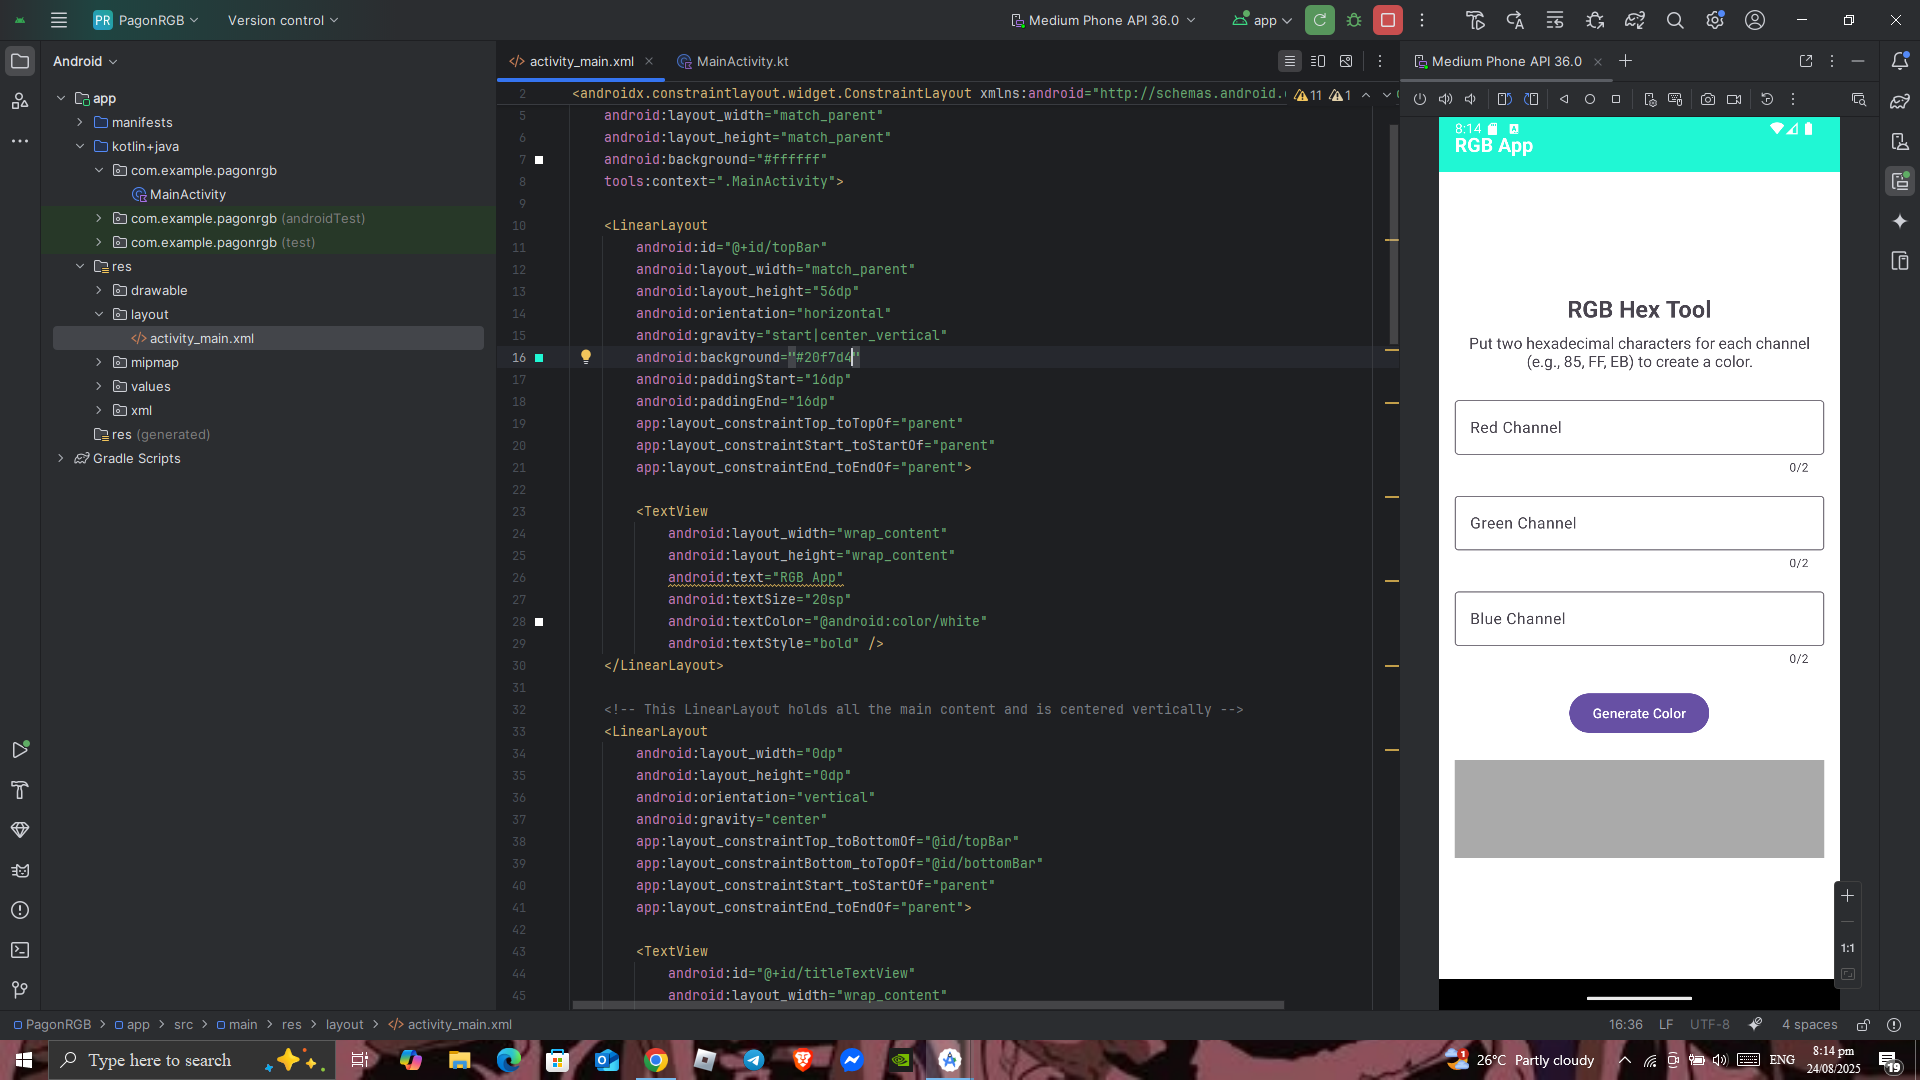 PR PagonRGB Version control Medium Phone API 36.0 app
Android
app
manifests
kotlin+java
com.example.pagonrgb
MainActivity
com.example.pagonrgb (androidTest)
com.example.pagonrgb (test)
res
drawable
layout
</> activity_main.xml
mipmap
values
xml
res (generated)
Gradle Scripts
</> activity_main.xml MainActivity.kt
2 <androidx.constraintlayout.widget.ConstraintLayout xmlns:android="http://schemas.android. 11 1
5 android:layout_width="match_parent"
6 android:layout_height="match_parent"
7 android:background="#ffffff"
8 tools:context=".MainActivity">
9
10 <LinearLayout
11 android:id="@+id/topBar"
12 android:layout_width="match_parent"
13 android:layout_height="56dp"
14 android:orientation="horizontal"
15 android:gravity="start|center_vertical"
16 android:background="#20f7d4"
17 android:paddingStart="16dp"
18 android:paddingEnd="16dp"
19 app:layout_constraintTop_toTopOf="parent"
20 app:layout_constraintStart_toStartOf="parent"
21 app:layout_constraintEnd_toEndOf="parent">
22
23 <TextView
24 android:layout_width="wrap_content"
25 android:layout_height="wrap_content"
26 android:text="RGB App"
27 android:textSize="20sp"
28 android:textColor="@android:color/white"
29 android:textStyle="bold" />
30 </LinearLayout>
31
32 <!-- This LinearLayout holds all the main content and is centered vertically -->
33 <LinearLayout
34 android:layout_width="0dp"
35 android:layout_height="0dp"
36 android:orientation="vertical"
37 android:gravity="center"
38 app:layout_constraintTop_toBottomOf="@id/topBar"
39 app:layout_constraintBottom_toTopOf="@id/bottomBar"
40 app:layout_constraintStart_toStartOf="parent"
41 app:layout_constraintEnd_toEndOf="parent">
42
43 <TextView
44 android:id="@+id/titleTextView"
45 android:layout_width="wrap_content"
Medium Phone API 36.0
8:14
RGB App
RGB Hex Tool
Put two hexadecimal characters for each channel
(e.g., 85, FF, EB) to create a color.
Red Channel
0/2
Green Channel
0/2
Blue Channel
0/2
Generate Color
1:1
PagonRGB app src main res layout </> activity_main.xml 16:36 LF UTF-8 4 spaces
Type here to search 1 26°C Partly cloudy ENG 8:14 pm
24/08/2025 19